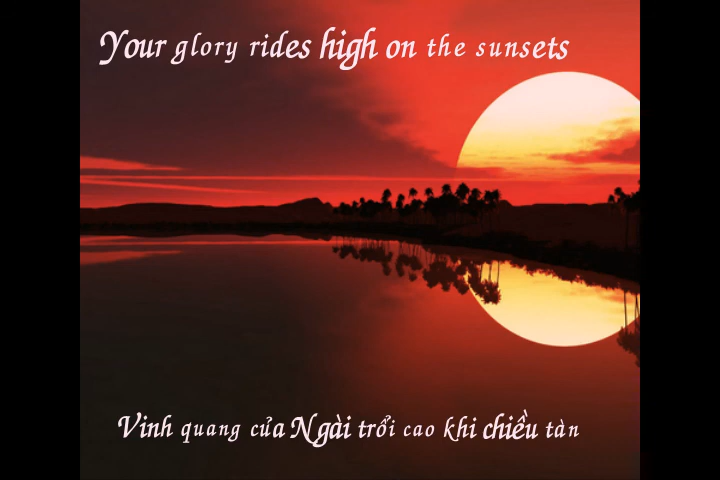 Your glory rides high on the sunsets
Vinh quang của Ngài trổi cao khi chiều tàn